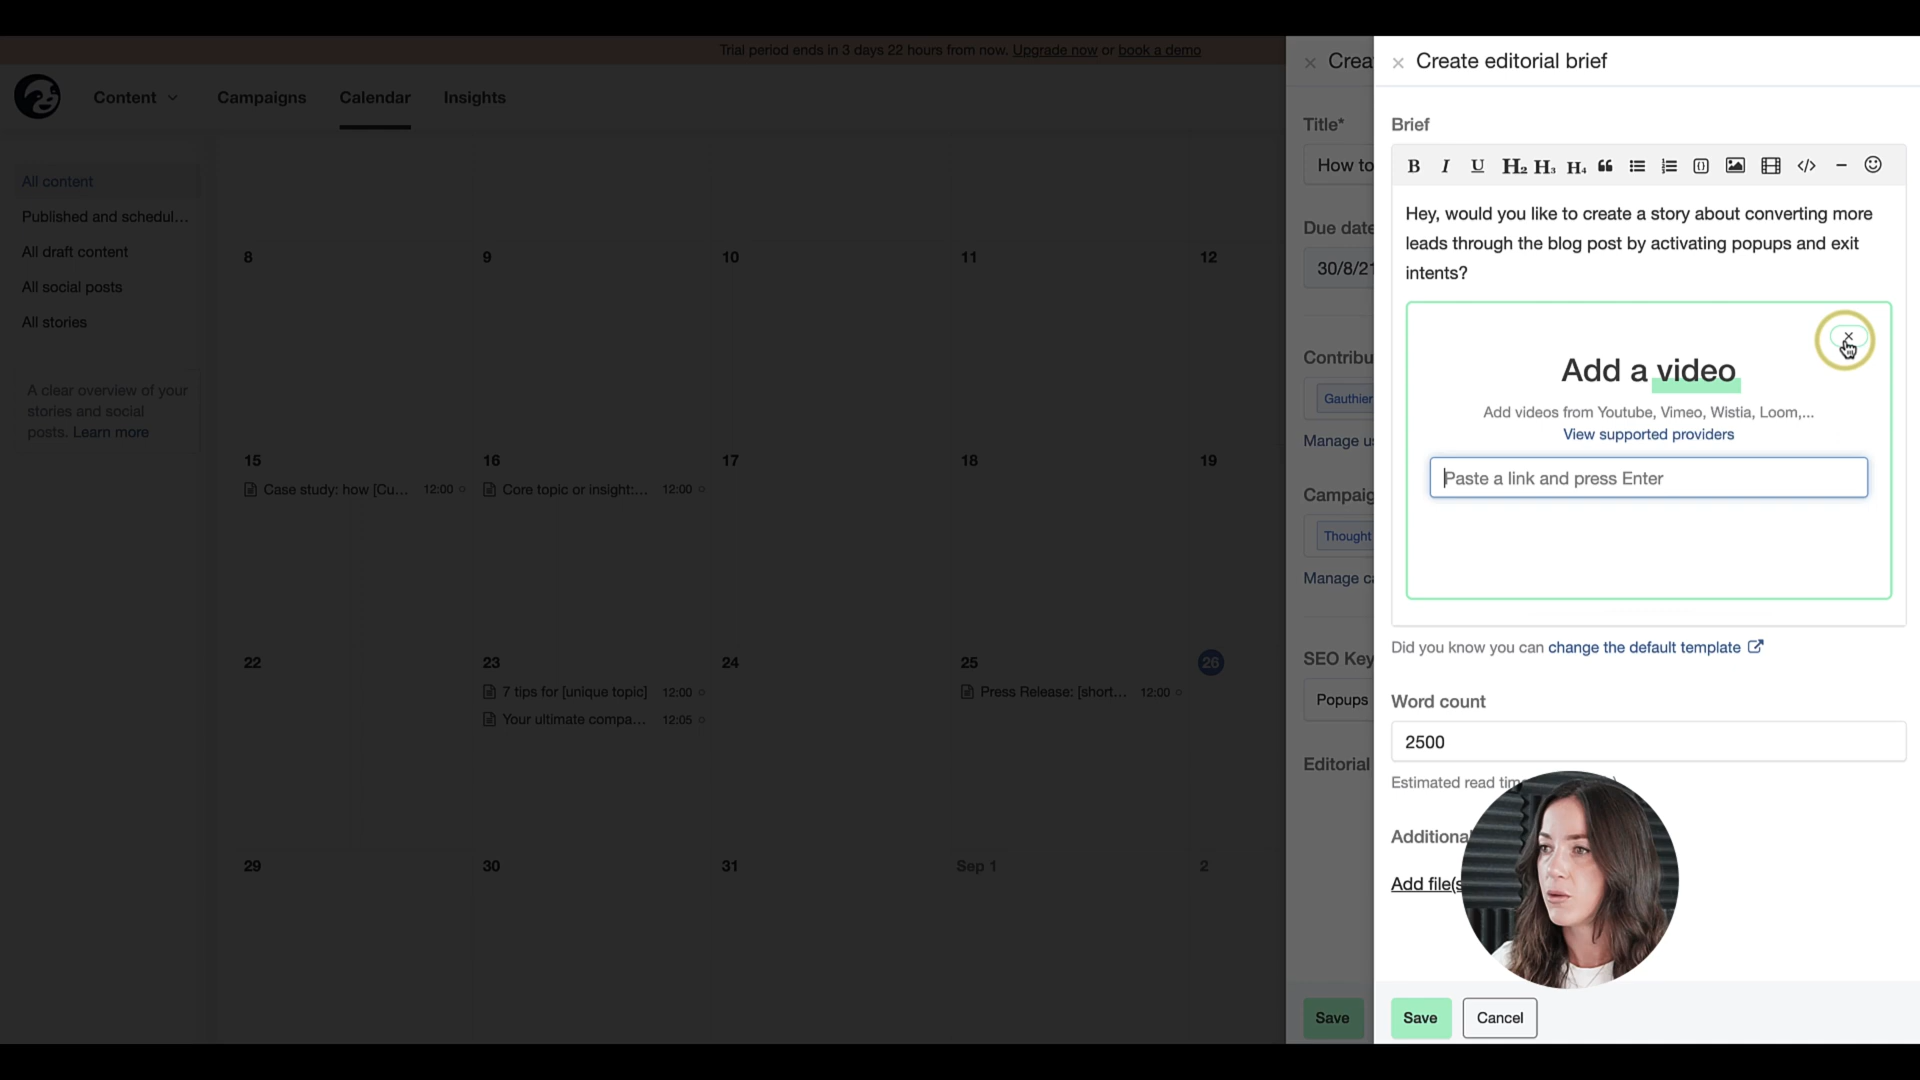 Trial period ends in 3 days 22 hours from now. Upgrade now or book a demo
Content
Campaigns
Calendar
Insights
All content
Published and schedul...
All draft content
All social posts
All stories
A clear overview of your
stories and social
posts. Learn more
8
9
10
11
12
15
16
17
18
19
Case study: how [Cu... 12:00
Core topic or insight:... 12:00
22
23
24
25
26
7 tips for [unique topic] 12:00
Your ultimate compa... 12:05
Press Release: [short... 12:00
29
30
31
Sep 1
2
Crea
Title*
How to
Due date
30/8/21
Contribu
Gauthier
Manage us
Campaig
Thought
Manage ca
SEO Key
Popups
Editorial
Save
Create editorial brief
Brief
B I U H2 H3 H4
Hey, would you like to create a story about converting more
leads through the blog post by activating popups and exit
intents?
Add a video
Add videos from Youtube, Vimeo, Wistia, Loom,...
View supported providers
Paste a link and press Enter
Did you know you can change the default template
Word count
2500
Estimated read tim
Additional
Add file(s
Save
Cancel